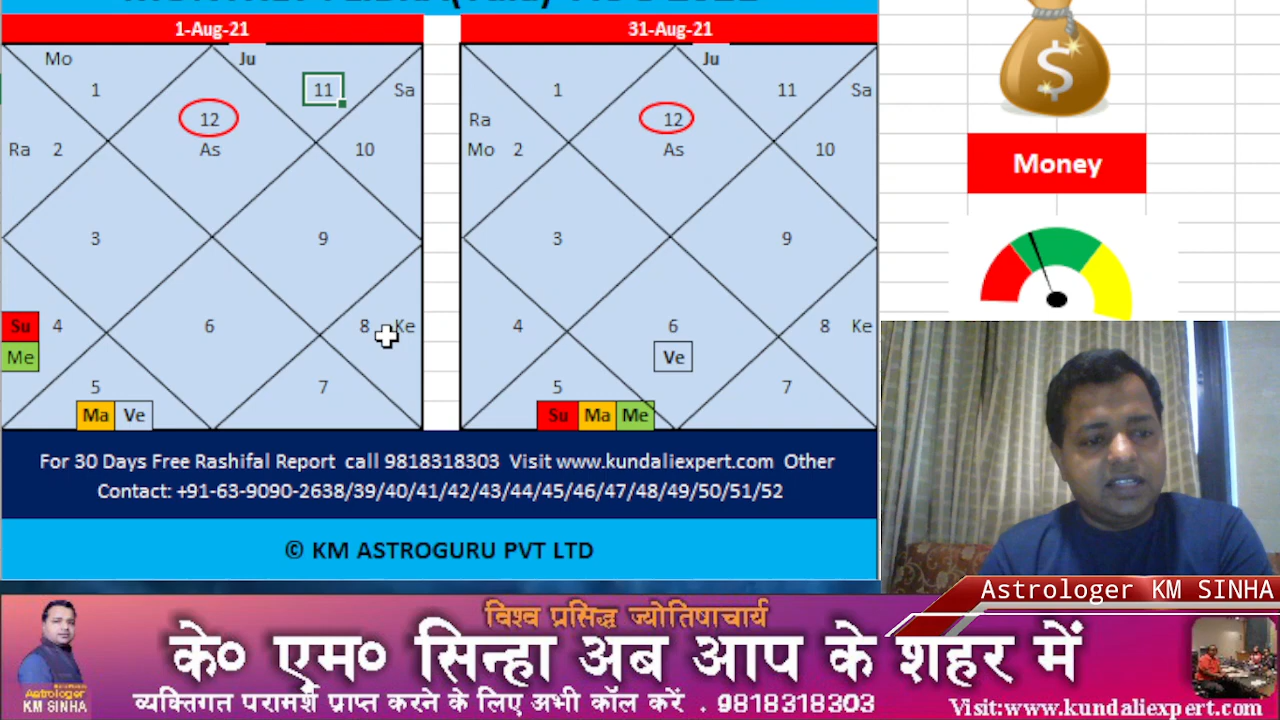 1-Aug-21
31-Aug-21
Mo
Ju
1
11
Sa
12
Ra 2
As
10
3
9
Su
4
6
8
Ke
Me
5
7
Ma
Ve
Ju
1
11
Sa
Ra
12
Mo 2
As
10
3
9
4
6
8
Ke
Ve
5
7
Su
Ma
Me
$
Money
For 30 Days Free Rashifal Report call 9818318303 Visit www.kundaliexpert.com Other
Contact: +91-63-9090-2638/39/40/41/42/43/44/45/46/47/48/49/50/51/52
© KM ASTROGURU PVT LTD
Astrologer KM SINHA
विश्व प्रसिद्ध ज्योतिषाचार्य
के० एम० सिन्हा अब आप के शहर में
व्यक्तिगत परामर्श प्राप्त करने के लिए अभी कॉल करें . 9818318303
Astrologer
KM SINHA
Visit:www.kundaliexpert.com